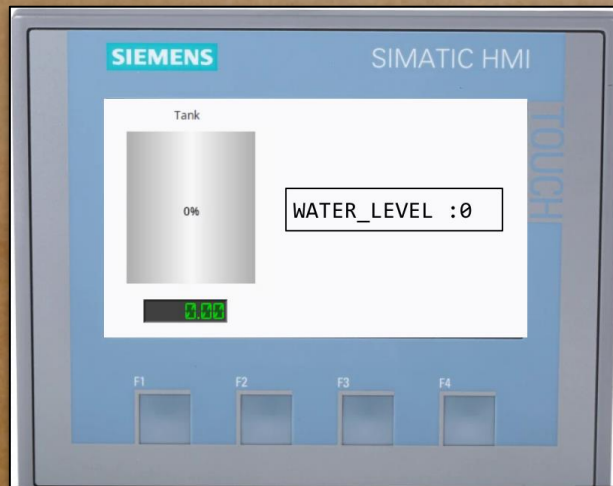 SIEMENS
SIMATIC HMI
TOUCH
Tank
0%
WATER_LEVEL :0
0.00
F1
F2
F3
F4